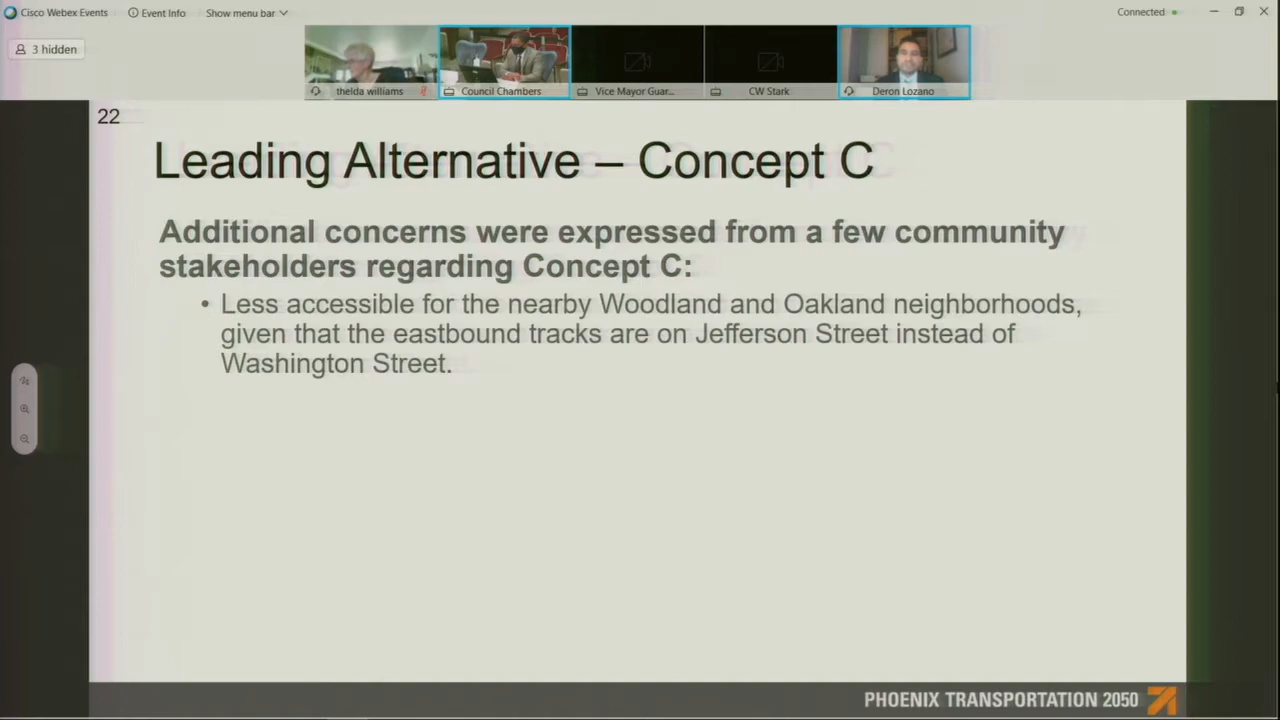 Cisco Webex Events
Event Info
Show menu bar
Connected
3 hidden
thelda williams
Council Chambers
Vice Mayor Guar...
CW Stark
Deron Lozano
22
Leading Alternative – Concept C
Additional concerns were expressed from a few community
stakeholders regarding Concept C:
• Less accessible for the nearby Woodland and Oakland neighborhoods,
given that the eastbound tracks are on Jefferson Street instead of
Washington Street.
PHOENIX TRANSPORTATION 2050